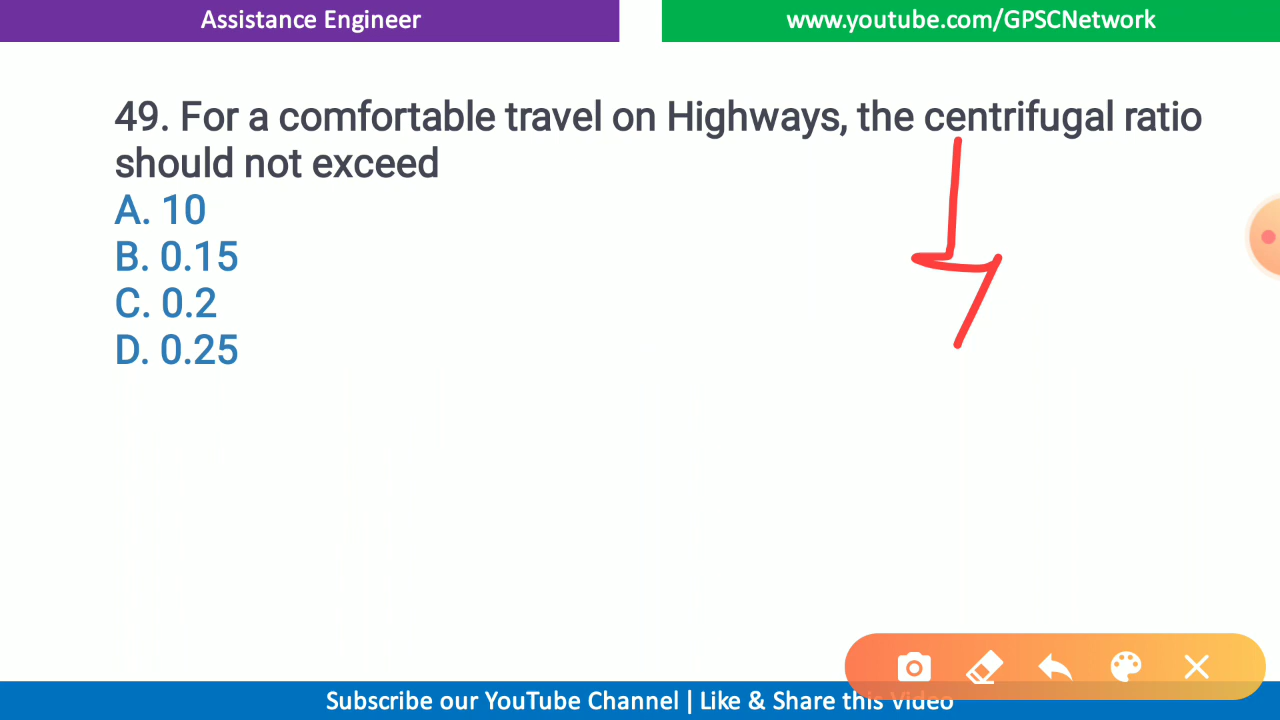 Assistance Engineer
www.youtube.com/GPSCNetwork
49. For a comfortable travel on Highways, the centrifugal ratio
should not exceed
A. 10
B. 0.15
C. 0.2
D. 0.25
Subscribe our YouTube Channel | Like & Share this Video